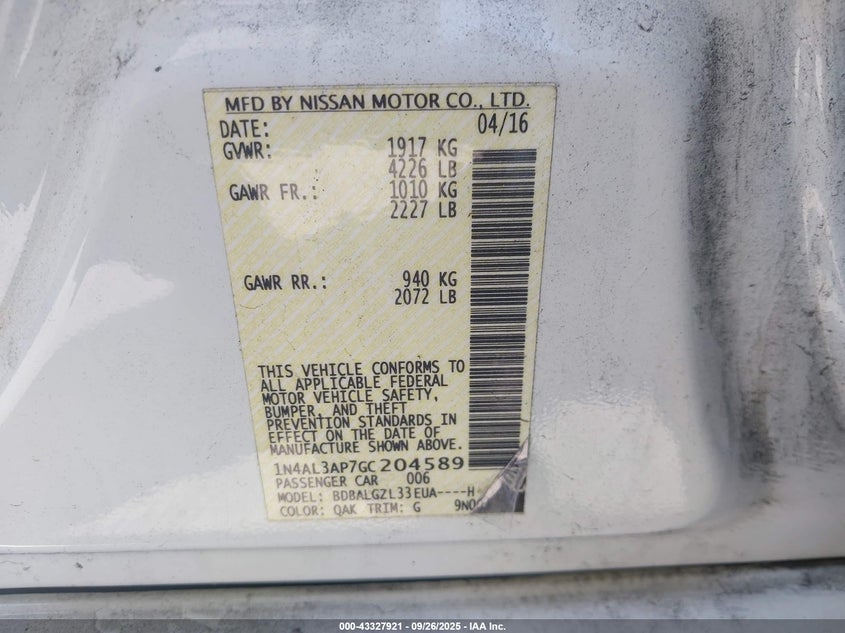 MFD BY NISSAN MOTOR CO., LTD.
DATE: 04/16
GVWR: 1917 KG
4226 LB
GAWR FR.: 1010 KG
2227 LB
GAWR RR.: 940 KG
2072 LB
THIS VEHICLE CONFORMS TO
ALL APPLICABLE FEDERAL
MOTOR VEHICLE SAFETY,
BUMPER, AND THEFT
PREVENTION STANDARDS IN
EFFECT ON THE DATE OF
MANUFACTURE SHOWN ABOVE.
1N4AL3AP7GC204589
PASSENGER CAR 006
MODEL: BDBALGZL33EUA----H
COLOR: QAK TRIM: G
000-43327921 - 09/26/2025 - IAA Inc.